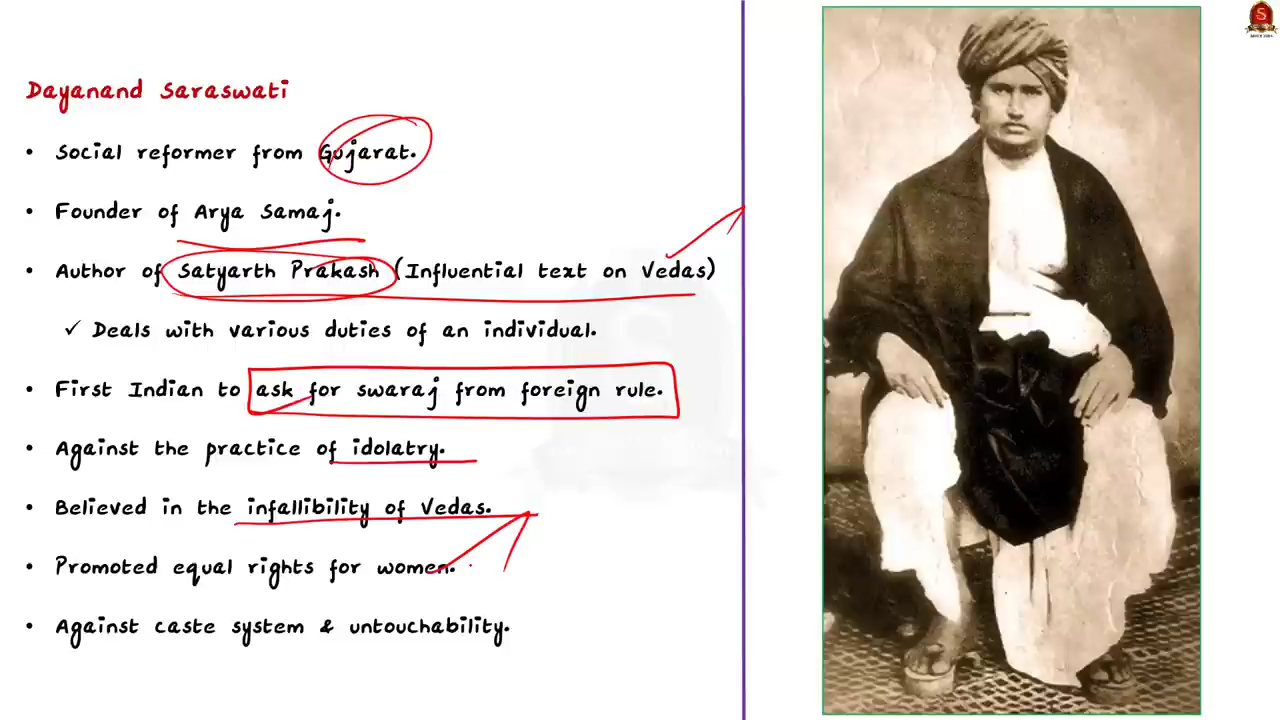 Dayanand Saraswati
• Social reformer from Gujarat.
• Founder of Arya Samaj.
• Author of Satyarth Prakash (Influential text on Vedas)
✓ Deals with various duties of an individual.
• First Indian to ask for swaraj from foreign rule.
• Against the practice of idolatry.
• Believed in the infallibility of Vedas.
• Promoted equal rights for women.
• Against caste system & untouchability.
S